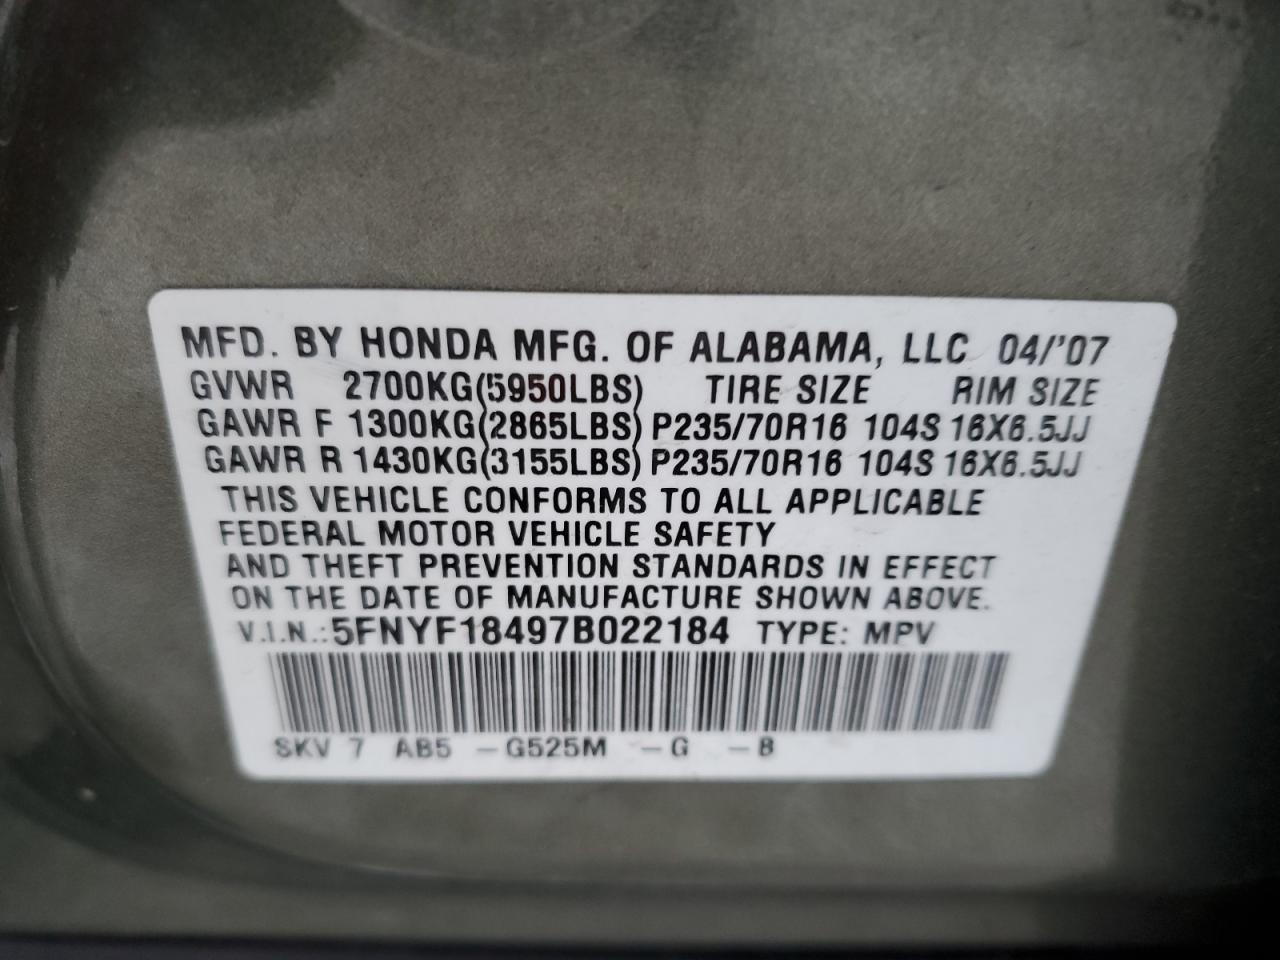 MFD. BY HONDA MFG. OF ALABAMA, LLC 04/'07
GVWR 2700KG(5950LBS) TIRE SIZE RIM SIZE
GAWR F 1300KG(2865LBS) P235/70R16 104S 16X6.5JJ
GAWR R 1430KG(3155LBS) P235/70R16 104S 16X6.5JJ
THIS VEHICLE CONFORMS TO ALL APPLICABLE
FEDERAL MOTOR VEHICLE SAFETY
AND THEFT PREVENTION STANDARDS IN EFFECT
ON THE DATE OF MANUFACTURE SHOWN ABOVE.
V.I.N.: 5FNYF18497B022184 TYPE: MPV
SKV 7 AB5 -G525M -G -B